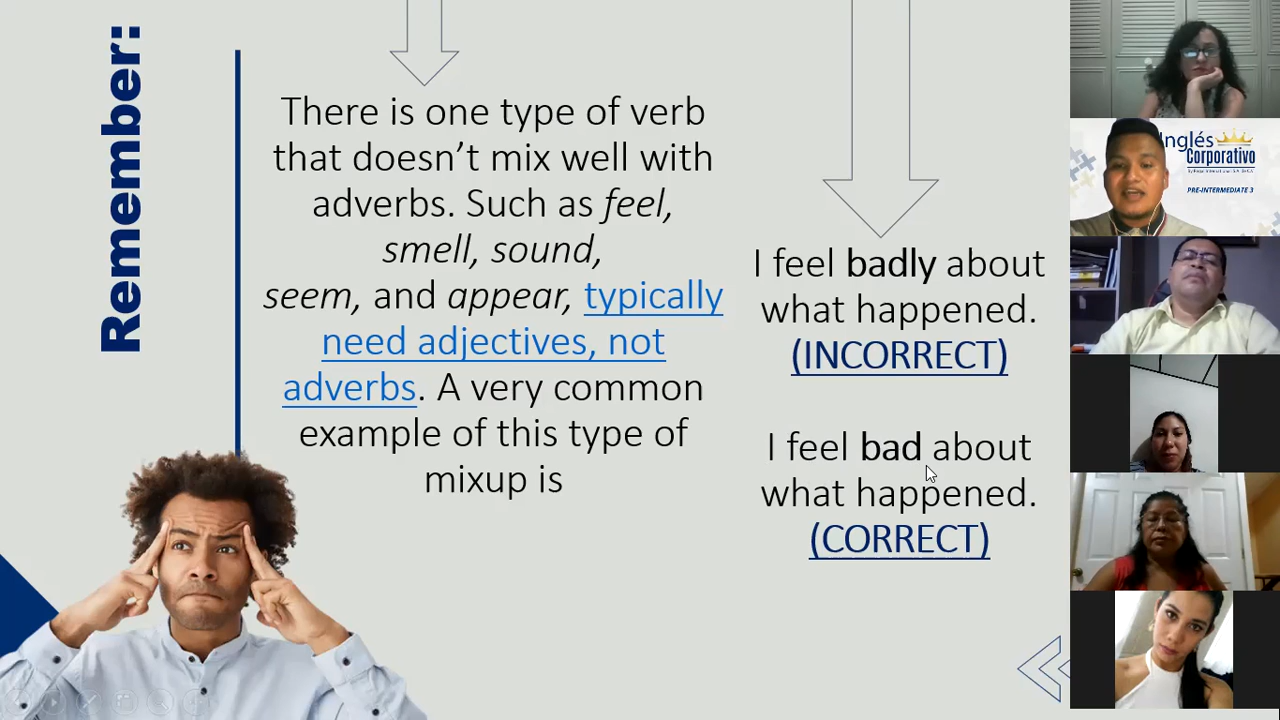 Remember:
There is one type of verb
that doesn’t mix well with
adverbs. Such as feel,
smell, sound,
seem, and appear, typically
need adjectives, not
adverbs. A very common
example of this type of
mixup is
I feel badly about
what happened.
(INCORRECT)
I feel bad about
what happened.
(CORRECT)
Inglés
Corporativo
PRE-INTERMEDIATE 3